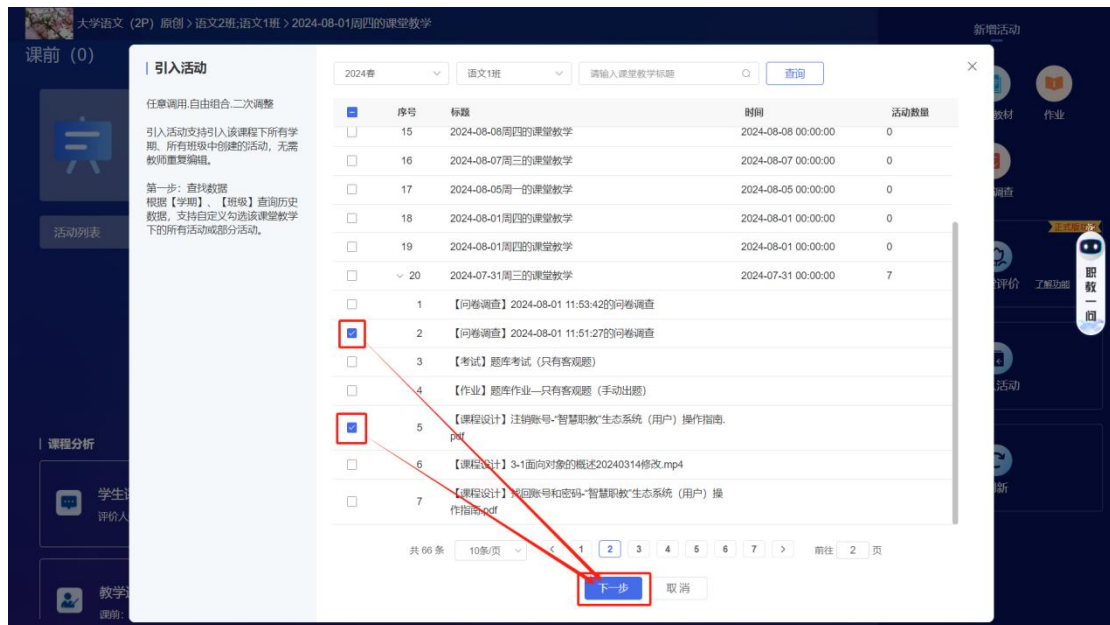 大学语文（2P）原创 > 语文2班;语文1班 > 2024-08-01周四的课堂教学
新增活动
课前（0）
引入活动
2024春
语文1班
请输入课堂教学标题
查询
任意调用.自由组合.二次调整
引入活动支持引入该课程下所有学
期、所有班级中创建的活动，无需
教师重复编辑。
第一步：查找数据
根据【学期】、【班级】查询历史
数据，支持自定义勾选该课堂教学
下的所有活动或部分活动。
序号 标题 时间 活动数量
15 2024-08-08周四的课堂教学 2024-08-08 00:00:00 0
16 2024-08-07周三的课堂教学 2024-08-07 00:00:00 0
17 2024-08-05周一的课堂教学 2024-08-05 00:00:00 0
18 2024-08-01周四的课堂教学 2024-08-01 00:00:00 0
19 2024-08-01周四的课堂教学 2024-08-01 00:00:00 0
20 2024-07-31周三的课堂教学 2024-07-31 00:00:00 7
1 【问卷调查】2024-08-01 11:53:42的问卷调查
2 【问卷调查】2024-08-01 11:51:27的问卷调查
3 【考试】题库考试（只有客观题）
4 【作业】题库作业—只有客观题（手动出题）
5 【课程设计】注销账号-“智慧职教”生态系统（用户）操作指南.
pdf
6 【课程设计】3-1面向对象的概述20240314修改.mp4
7 【课程设计】找回账号和密码-“智慧职教”生态系统（用户）操
作指南.pdf
共 66 条 10条/页 < 1 2 3 4 5 6 7 > 前往 2 页
下一步 取消
活动列表
课程分析
学生
评价人
教学
课前:
教材
作业
调查
评价
了解功能
活动
新
职
教
一
问